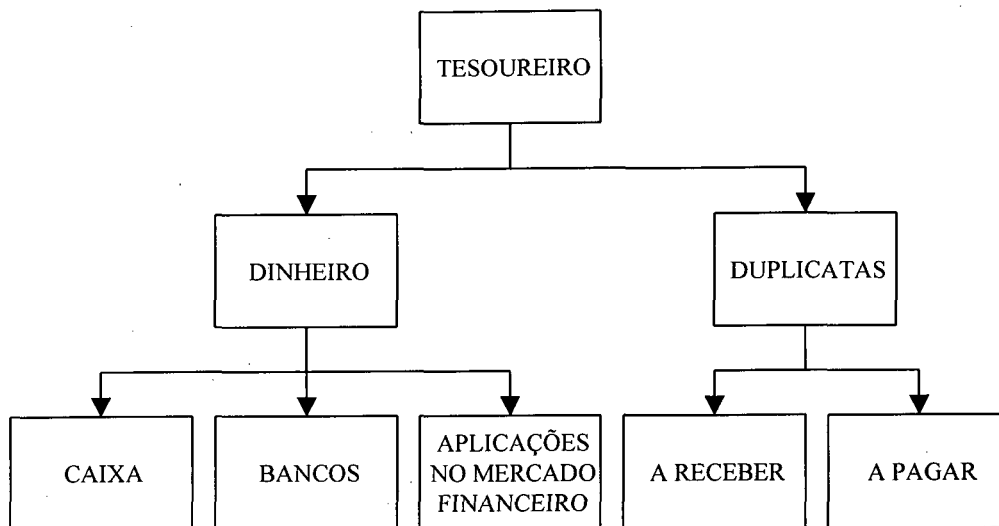 TESOUREIRO
DINHEIRO
DUPLICATAS
CAIXA
BANCOS
APLICAÇÕES
NO MERCADO
FINANCEIRO
A RECEBER
A PAGAR